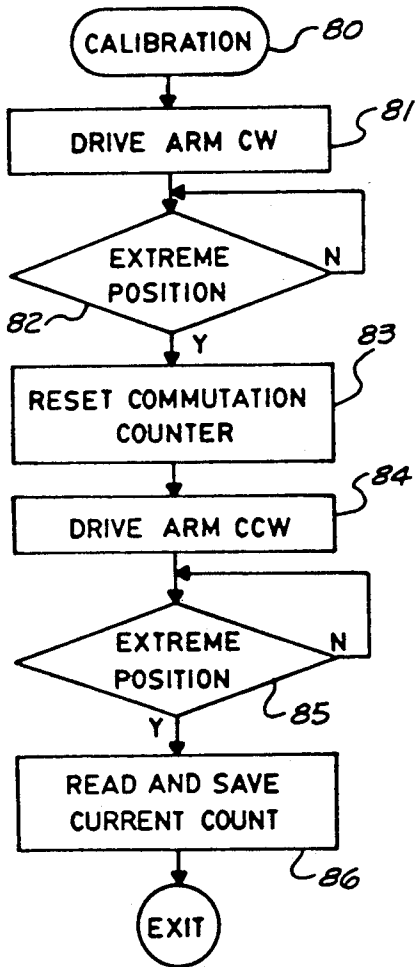 CALIBRATION
80
81
DRIVE ARM CW
EXTREME
POSITION
N
82
Y
83
RESET COMMUTATION
COUNTER
84
DRIVE ARM CCW
EXTREME
POSITION
N
85
Y
READ AND SAVE
CURRENT COUNT
86
EXIT